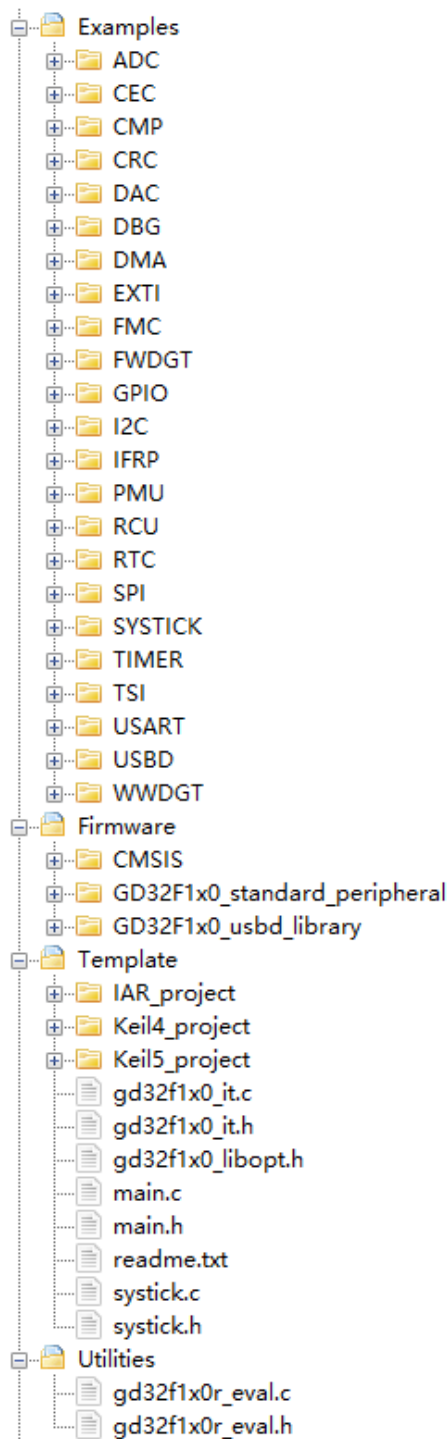 Examples
ADC
CEC
CMP
CRC
DAC
DBG
DMA
EXTI
FMC
FWDGT
GPIO
I2C
IFRP
PMU
RCU
RTC
SPI
SYSTICK
TIMER
TSI
USART
USBD
WWDGT
Firmware
CMSIS
GD32F1x0_standard_peripheral
GD32F1x0_usbd_library
Template
IAR_project
Keil4_project
Keil5_project
gd32f1x0_it.c
gd32f1x0_it.h
gd32f1x0_libopt.h
main.c
main.h
readme.txt
systick.c
systick.h
Utilities
gd32f1x0r_eval.c
gd32f1x0r_eval.h